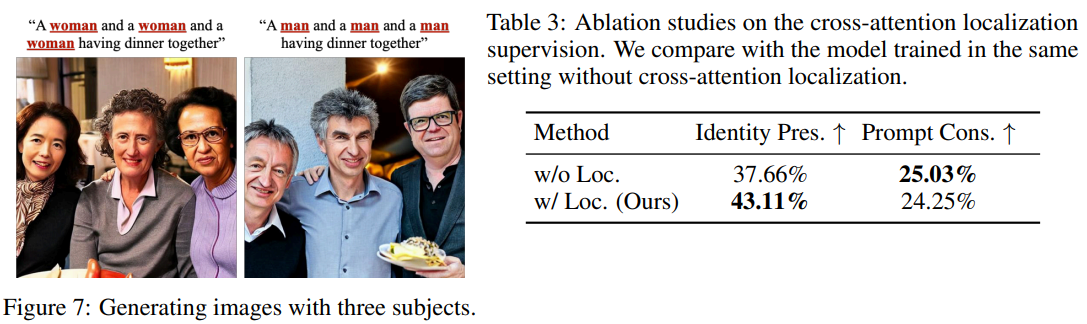 “A woman and a woman and a
woman having dinner together”
“A man and a man and a man
having dinner together”
Figure 7: Generating images with three subjects.
Table 3: Ablation studies on the cross-attention localization
supervision. We compare with the model trained in the same
setting without cross-attention localization.
Method Identity Pres. ↑ Prompt Cons. ↑
w/o Loc. 37.66% 25.03%
w/ Loc. (Ours) 43.11% 24.25%